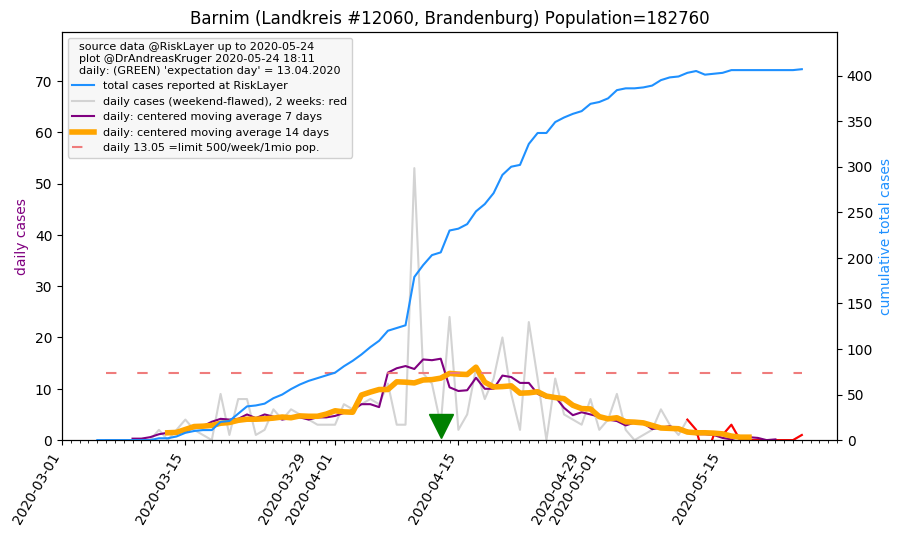 Barnim (Landkreis #12060, Brandenburg) Population=182760
source data @RiskLayer up to 2020-05-24
plot @DrAndreasKruger 2020-05-24 18:11
daily: (GREEN) 'expectation day' = 13.04.2020
total cases reported at RiskLayer
daily cases (weekend-flawed), 2 weeks: red
daily: centered moving average 7 days
daily: centered moving average 14 days
daily 13.05 =limit 500/week/1mio pop.
daily cases
70
60
50
40
30
20
10
0
cumulative total cases
400
350
300
250
200
150
100
50
0
2020-03-01
2020-03-15
2020-03-29
2020-04-01
2020-04-15
2020-04-29
2020-05-01
2020-05-15